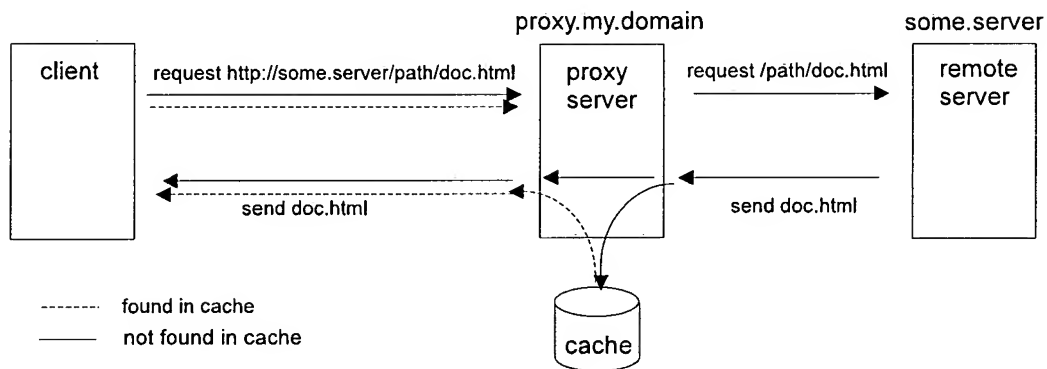 proxy.my.domain
some.server
client
request http://some.server/path/doc.html
proxy
server
request /path/doc.html
remote
server
send doc.html
send doc.html
found in cache
not found in cache
cache